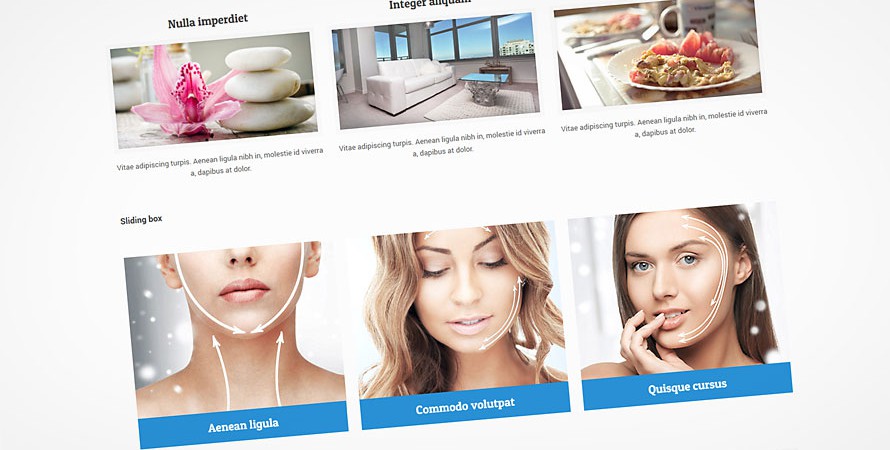 Nulla imperdiet
Integer aliquam
Vitae adipiscing turpis. Aenean ligula nibh in, molestie id viverra
a, dapibus at dolor.
Vitae adipiscing turpis. Aenean ligula nibh in, molestie id viverra
a, dapibus at dolor.
Vitae adipiscing turpis. Aenean ligula nibh in, molestie id viverra
a, dapibus at dolor.
Sliding box
Aenean ligula
Commodo volutpat
Quisque cursus